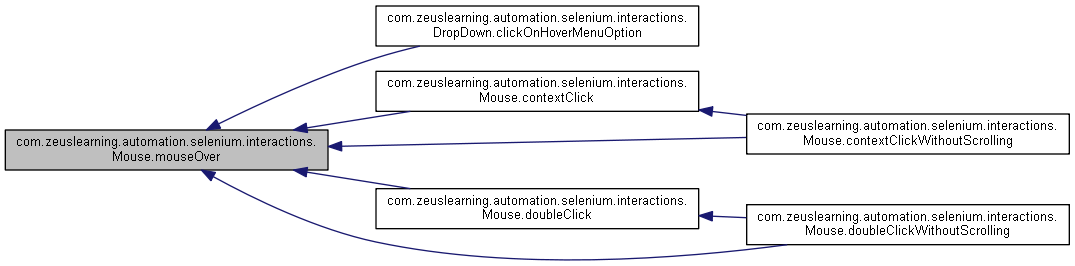 com.zeuslearning.automation.selenium.interactions.
DropDown.clickOnHoverMenuOption
com.zeuslearning.automation.selenium.interactions.
Mouse.contextClick
com.zeuslearning.automation.selenium.interactions.
Mouse.contextClickWithoutScrolling
com.zeuslearning.automation.selenium.interactions.
Mouse.mouseOver
com.zeuslearning.automation.selenium.interactions.
Mouse.doubleClick
com.zeuslearning.automation.selenium.interactions.
Mouse.doubleClickWithoutScrolling